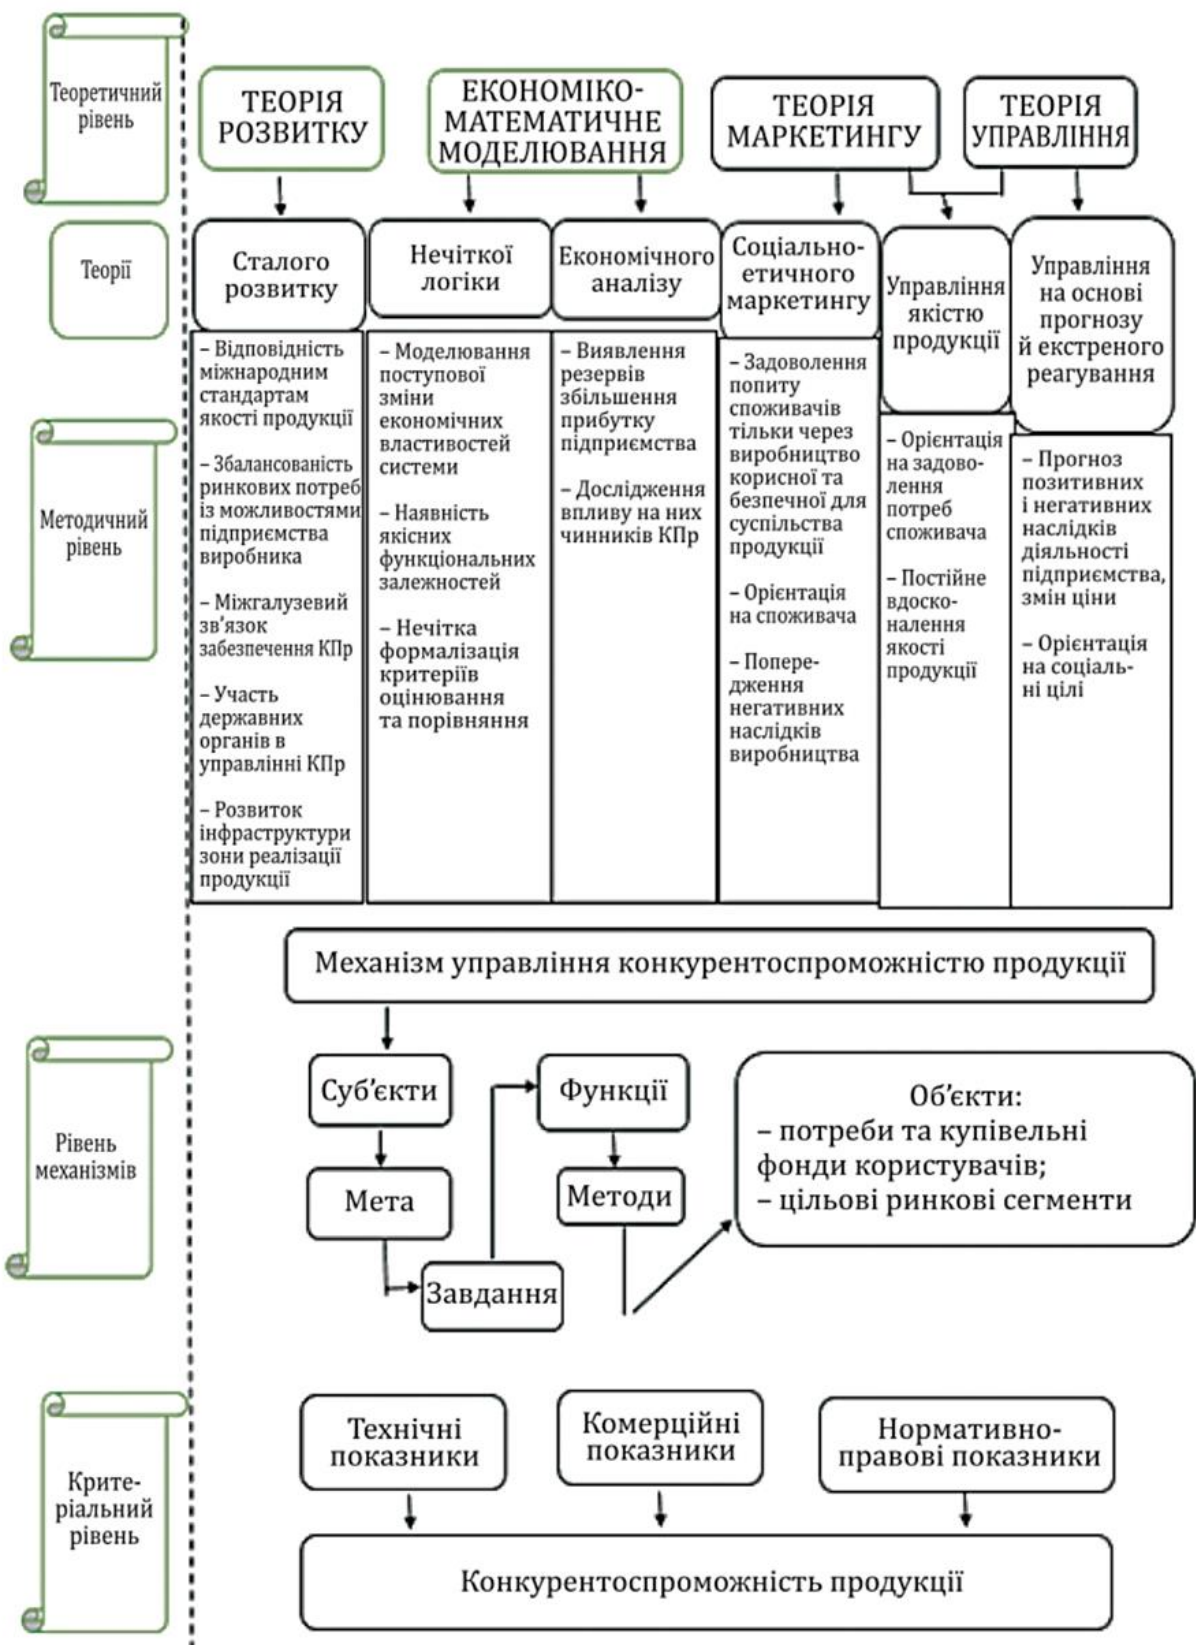 Теоретичний
рівень
ТЕОРІЯ
РОЗВИТКУ
ЕКОНОМІКО-
МАТЕМАТИЧНЕ
МОДЕЛЮВАННЯ
ТЕОРІЯ
МАРКЕТИНГУ
ТЕОРІЯ
УПРАВЛІННЯ
Теорії
Сталого
розвитку
Нечіткої
логіки
Економічного
аналізу
Соціально-
етичного
маркетингу
Управління
якістю
продукції
Управління
на основі
прогнозу
й екстреного
реагування
Методичний
рівень
– Відповідність
міжнародним
стандартам
якості продукції
– Збалансованість
ринкових потреб
із можливостями
підприємства
виробника
– Міжгалузевий
зв’язок
забезпечення КПр
– Участь
державних
органів в
управлінні КПр
– Розвиток
інфраструктури
зони реалізації
продукції
– Моделювання
поступової
зміни
економічних
властивостей
системи
– Наявність
якісних
функціональних
залежностей
– Нечітка
формалізація
критеріїв
оцінювання
та порівняння
– Виявлення
резервів
збільшення
прибутку
підприємства
– Дослідження
впливу на них
чинників КПр
– Задоволення
попиту
споживачів
тільки через
виробництво
корисної та
безпечної для
суспільства
продукції
– Орієнтація
на споживача
– Попере-
дження
негативних
наслідків
виробництва
– Орієнтація
на задово-
лення
потреб
споживача
– Постійне
вдоско-
налення
якості
продукції
– Прогноз
позитивних
і негативних
наслідків
діяльності
підприємства,
змін ціни
– Орієнтація
на соціаль-
ні цілі
Механізм управління конкурентоспроможністю продукції
Рівень
механізмів
Суб’єкти
Мета
Завдання
Функції
Методи
Об’єкти:
– потреби та купівельні
фонди користувачів;
– цільові ринкові сегменти
Крите-
ріальний
рівень
Технічні
показники
Комерційні
показники
Нормативно-
правові показники
Конкурентоспроможність продукції